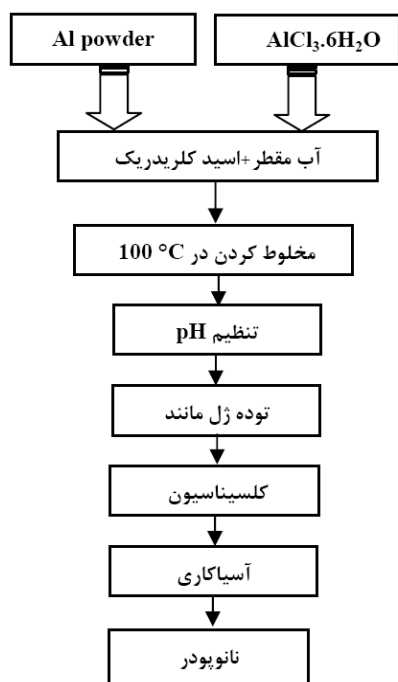 Al powder
AlCl₃.6H₂O
آب مقطر+اسید کلریدریک
مخلوط کردن در 100 °C
تنظیم pH
توده ژل مانند
کلسیناسیون
آسیاکاری
نانوپودر